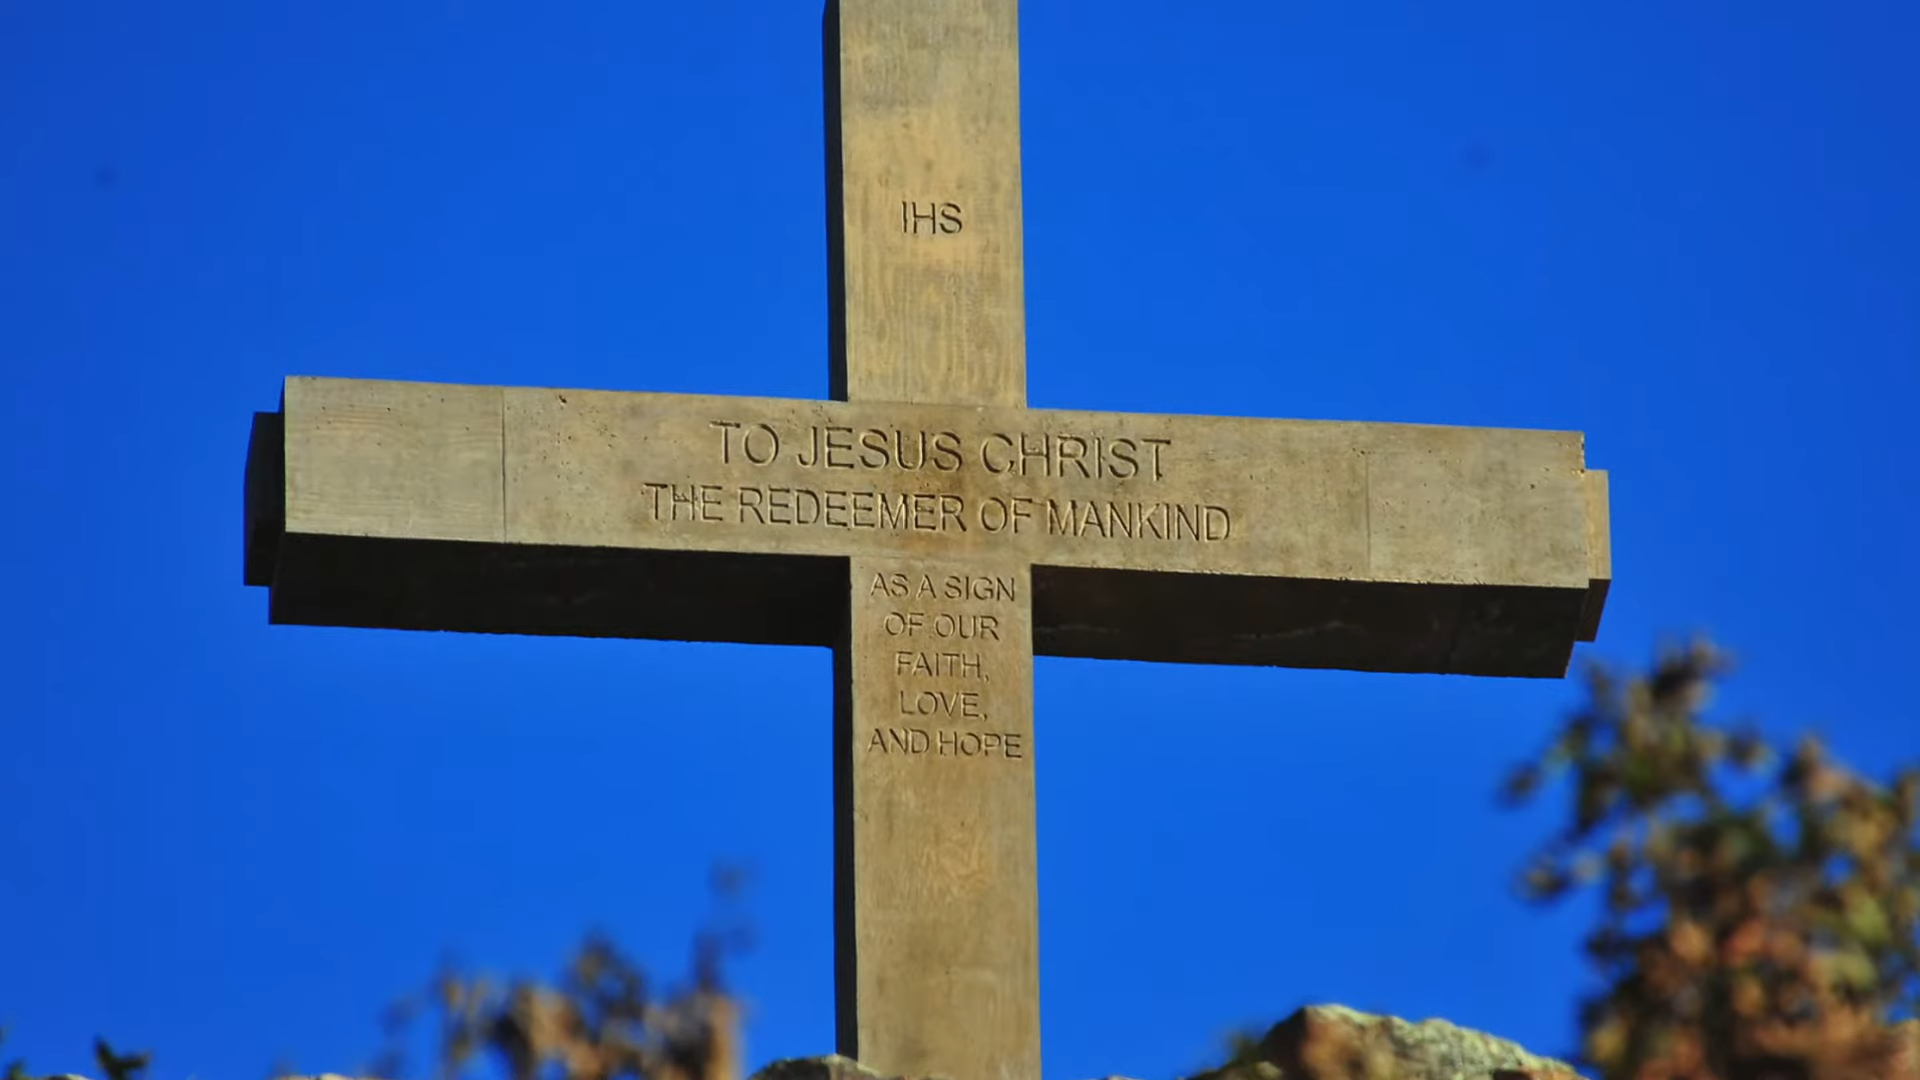 IHS
TO JESUS CHRIST
THE REDEEMER OF MANKIND
AS A SIGN
OF OUR
FAITH,
LOVE,
AND HOPE